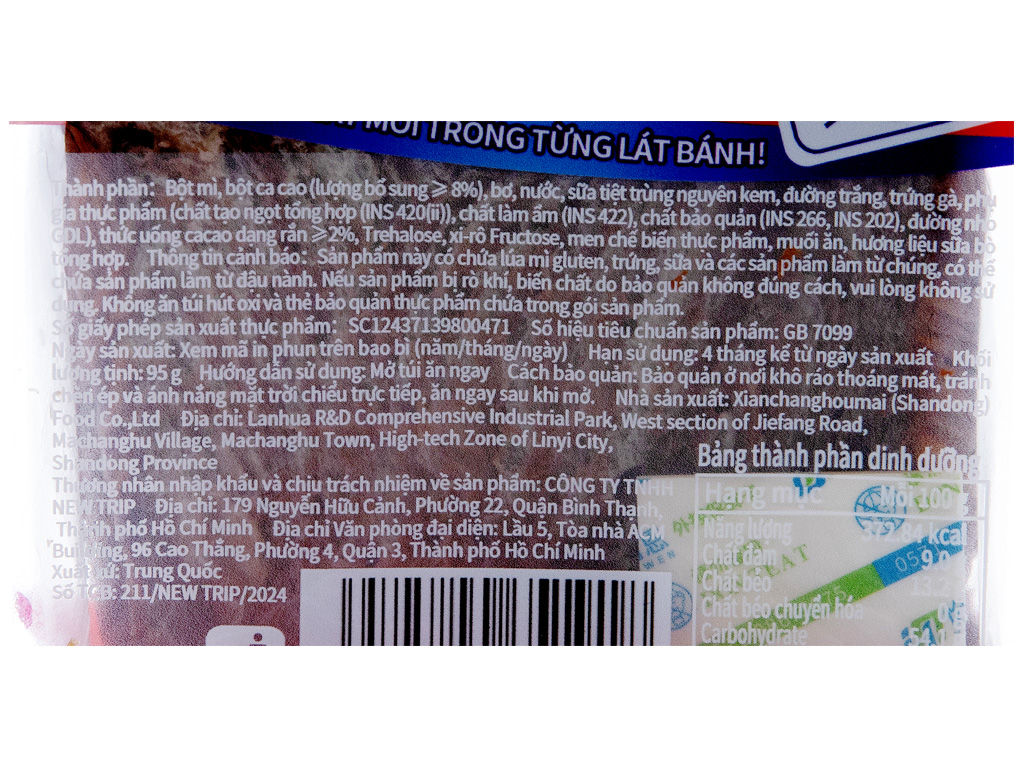 MỚI TRONG TỪNG LÁT BÁNH!
Thành phần: Bột mì, bột ca cao (lượng bổ sung ⩾ 8%), bơ, nước, sữa tiệt trùng nguyên kem, đường trắng, trứng gà, phụ
gia thực phẩm (chất tạo ngọt tổng hợp (INS 420(ii)), chất làm ẩm (INS 422), chất bảo quản (INS 266, INS 202), đường nho
GDL), thức uống cacao dạng rắn ⩾2%, Trehalose, xi-rô Fructose, men chế biến thực phẩm, muối ăn, hương liệu sữa bò
tổng hợp. Thông tin cảnh báo: Sản phẩm này có chứa lúa mì gluten, trứng, sữa và các sản phẩm làm từ chúng, có thể
chứa sản phẩm làm từ đậu nành. Nếu sản phẩm bị rò khí, biến chất do bảo quản không đúng cách, vui lòng không sử
dụng. Không ăn túi hút oxi và thẻ bảo quản thực phẩm chứa trong gói sản phẩm.
Số giấy phép sản xuất thực phẩm: SC12437139800471 Số hiệu tiêu chuẩn sản phẩm: GB 7099
Ngày sản xuất: Xem mã in phun trên bao bì (năm/tháng/ngày) Hạn sử dụng: 4 tháng kể từ ngày sản xuất Khối
lượng tịnh: 95 g Hướng dẫn sử dụng: Mở túi ăn ngay Cách bảo quản: Bảo quản ở nơi khô ráo thoáng mát, tránh
chèn ép và ánh nắng mặt trời chiếu trực tiếp, ăn ngay sau khi mở. Nhà sản xuất: Xianchanghoumai (Shandong)
Food Co.,Ltd Địa chỉ: Lanhua R&D Comprehensive Industrial Park, West section of Jiefang Road,
Machanghu Village, Machanghu Town, High-tech Zone of Linyi City,
Shandong Province
Thương nhân nhập khẩu và chịu trách nhiệm về sản phẩm: CÔNG TY TNHH
NEW TRIP Địa chỉ: 179 Nguyễn Hữu Cảnh, Phường 22, Quận Bình Thạnh,
Thành phố Hồ Chí Minh Địa chỉ Văn phòng đại diện: Lầu 5, Tòa nhà ACM
Building, 96 Cao Thắng, Phường 4, Quận 3, Thành phố Hồ Chí Minh
Xuất xứ: Trung Quốc
Số TCB: 211/NEW TRIP/2024
Bảng thành phần dinh dưỡng
Hạng mục Mỗi 100 g
Năng lượng 372.84 kcal
Chất đạm 9.0
Chất béo 13.2
Chất béo chuyển hóa 0
Carbohydrate 54.1